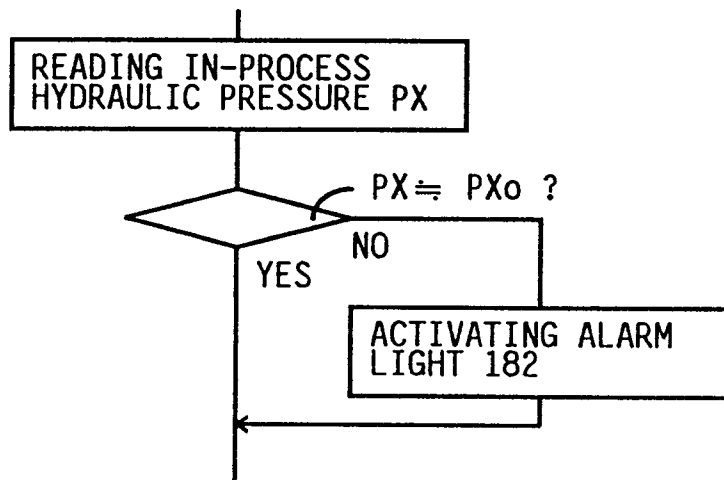 READING IN-PROCESS
HYDRAULIC PRESSURE PX
PX≒ PXo ?
NO
YES
ACTIVATING ALARM
LIGHT 182